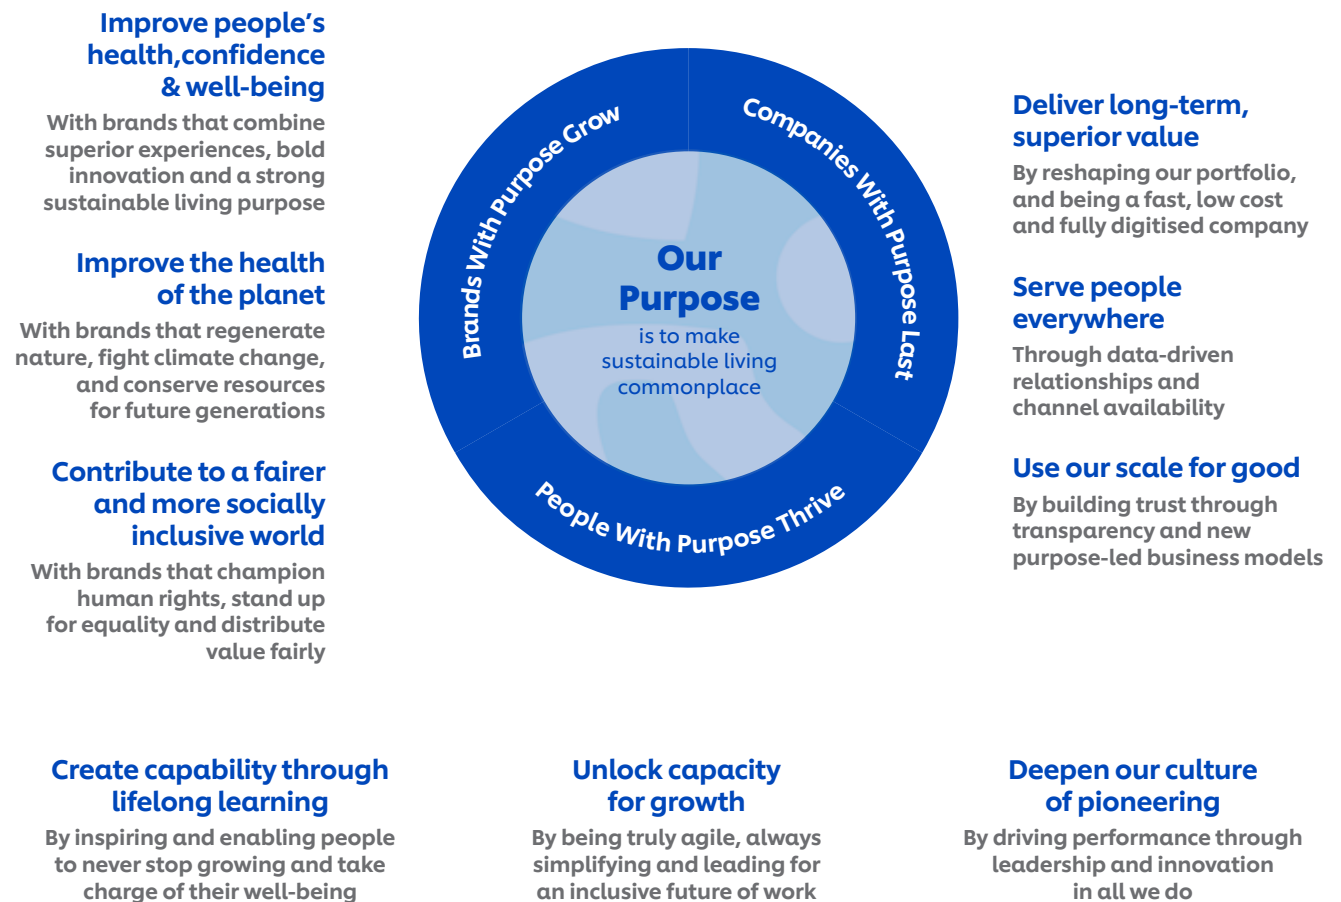 Improve people’s
health,confidence
& well-being
With brands that combine
superior experiences, bold
innovation and a strong
sustainable living purpose
Improve the health
of the planet
With brands that regenerate
nature, fight climate change,
and conserve resources
for future generations
Contribute to a fairer
and more socially
inclusive world
With brands that champion
human rights, stand up
for equality and distribute
value fairly
Brands With Purpose Grow
Companies With Purpose Last
People With Purpose Thrive
Our
Purpose
is to make
sustainable living
commonplace
Deliver long-term,
superior value
By reshaping our portfolio,
and being a fast, low cost
and fully digitised company
Serve people
everywhere
Through data-driven
relationships and
channel availability
Use our scale for good
By building trust through
transparency and new
purpose-led business models
Create capability through
lifelong learning
By inspiring and enabling people
to never stop growing and take
charge of their well-being
Unlock capacity
for growth
By being truly agile, always
simplifying and leading for
an inclusive future of work
Deepen our culture
of pioneering
By driving performance through
leadership and innovation
in all we do